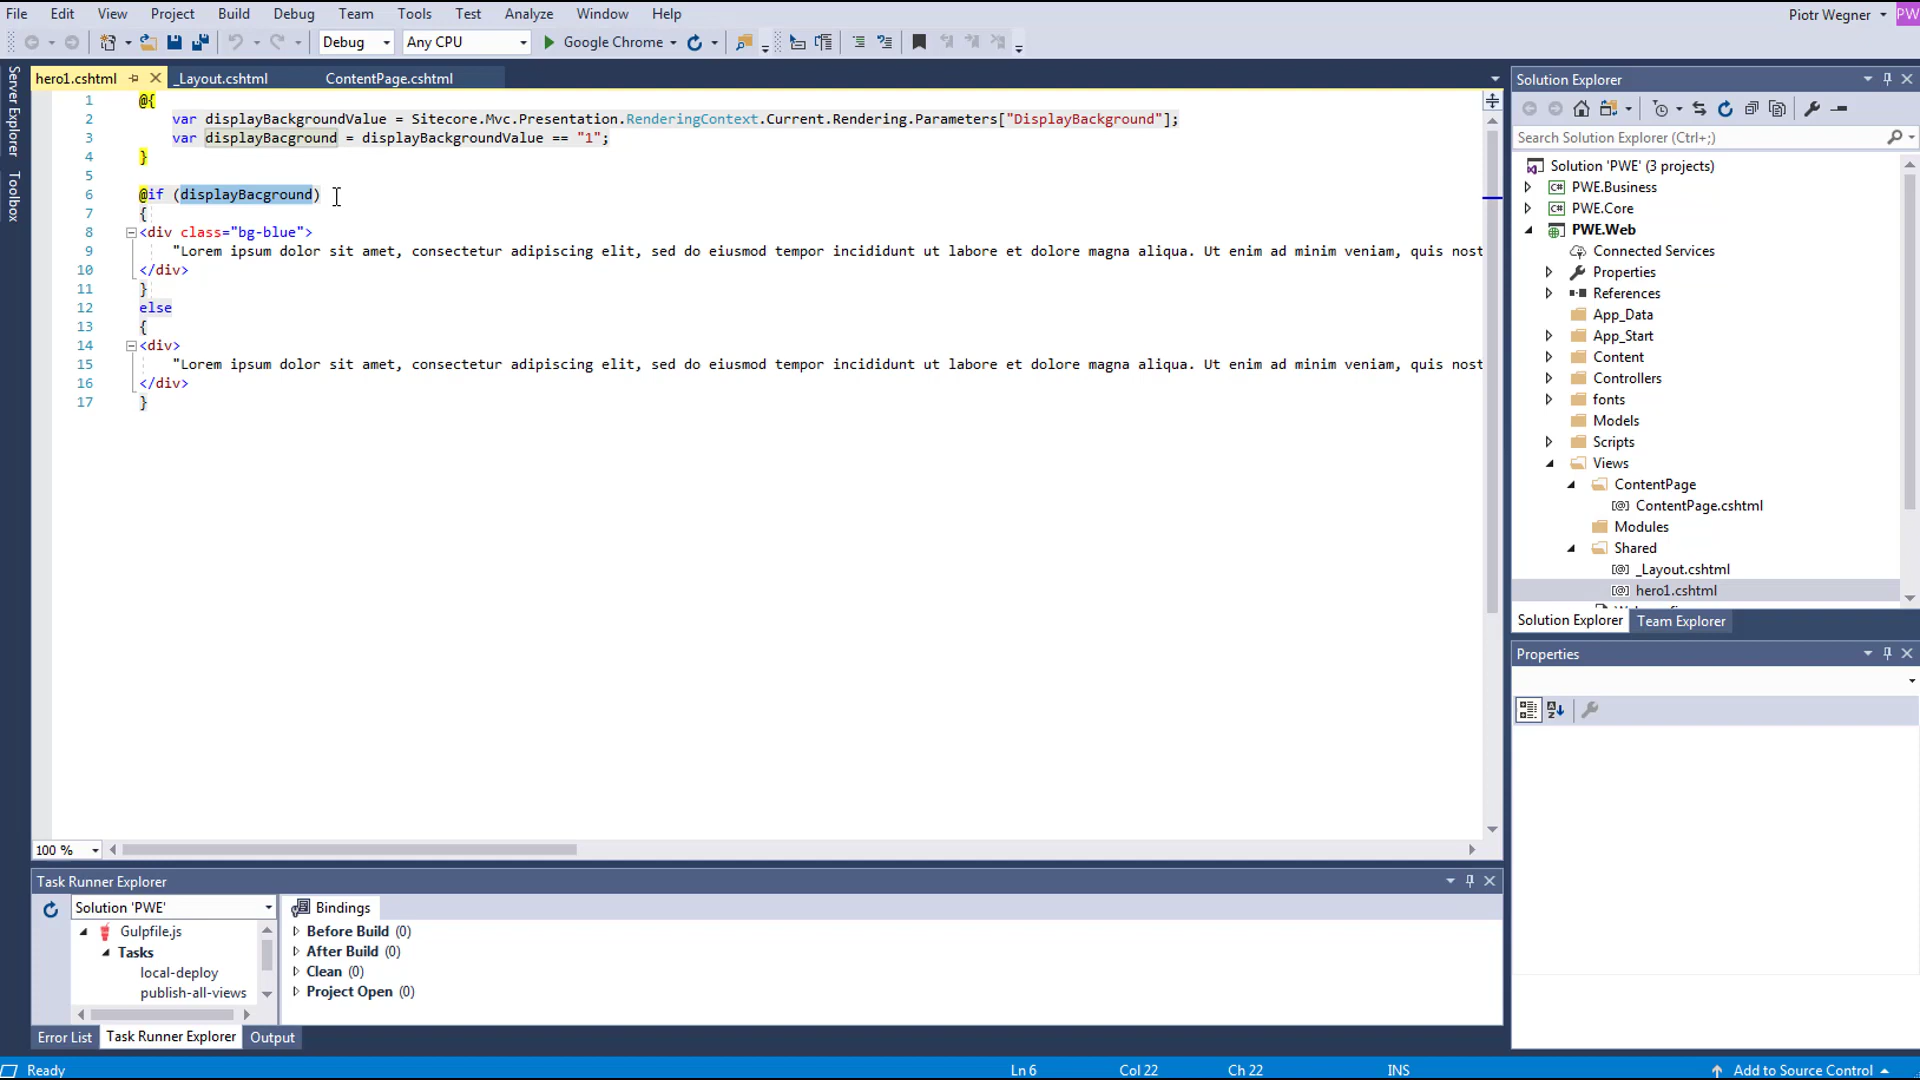 File Edit View Project Build Debug Team Tools Test Analyze Window Help Piotr Wegner PW
Debug Any CPU Google Chrome
Server Explorer
Toolbox
hero1.cshtml _Layout.cshtml ContentPage.cshtml
1 @{
2 var displayBackgroundValue = Sitecore.Mvc.Presentation.RenderingContext.Current.Rendering.Parameters["DisplayBackground"];
3 var displayBacground = displayBackgroundValue == "1";
4 }
5
6 @if (displayBacground)
7 {
8 <div class="bg-blue">
9 "Lorem ipsum dolor sit amet, consectetur adipiscing elit, sed do eiusmod tempor incididunt ut labore et dolore magna aliqua. Ut enim ad minim veniam, quis nost
10 </div>
11 }
12 else
13 {
14 <div>
15 "Lorem ipsum dolor sit amet, consectetur adipiscing elit, sed do eiusmod tempor incididunt ut labore et dolore magna aliqua. Ut enim ad minim veniam, quis nost
16 </div>
17 }
100 %
Solution Explorer
Search Solution Explorer (Ctrl+;)
Solution 'PWE' (3 projects)
C# PWE.Business
C# PWE.Core
PWE.Web
Connected Services
Properties
References
App_Data
App_Start
Content
Controllers
fonts
Models
Scripts
Views
ContentPage
[@] ContentPage.cshtml
Modules
Shared
[@] _Layout.cshtml
[@] hero1.cshtml
Solution Explorer Team Explorer
Properties
Task Runner Explorer
Solution 'PWE'
Gulpfile.js
Tasks
local-deploy
publish-all-views
Bindings
Before Build (0)
After Build (0)
Clean (0)
Project Open (0)
Error List Task Runner Explorer Output
Ready Ln 6 Col 22 Ch 22 INS Add to Source Control